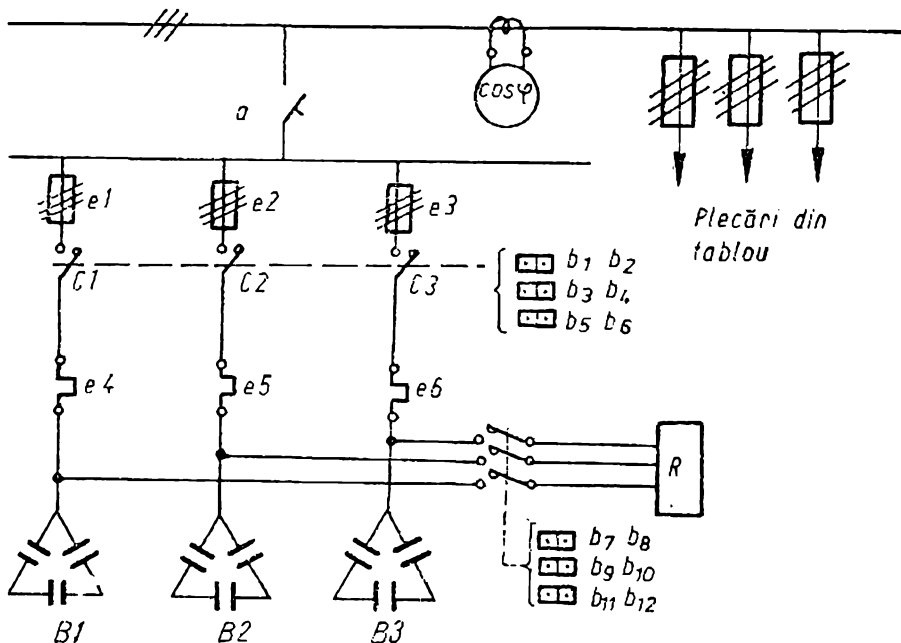 cosφ
a
e1
e2
e3
Plecări din
tablou
C1
C2
C3
b1 b2
b3 b4
b5 b6
e4
e5
e6
R
b7 b8
b9 b10
b11 b12
B1
B2
B3